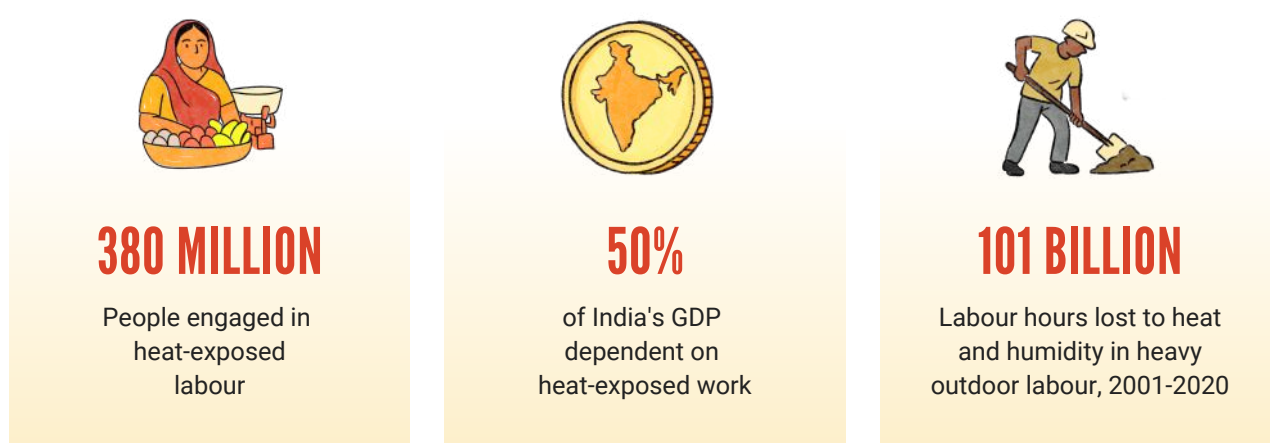 380 MILLION
People engaged in
heat-exposed
labour
50%
of India's GDP
dependent on
heat-exposed work
101 BILLION
Labour hours lost to heat
and humidity in heavy
outdoor labour, 2001-2020